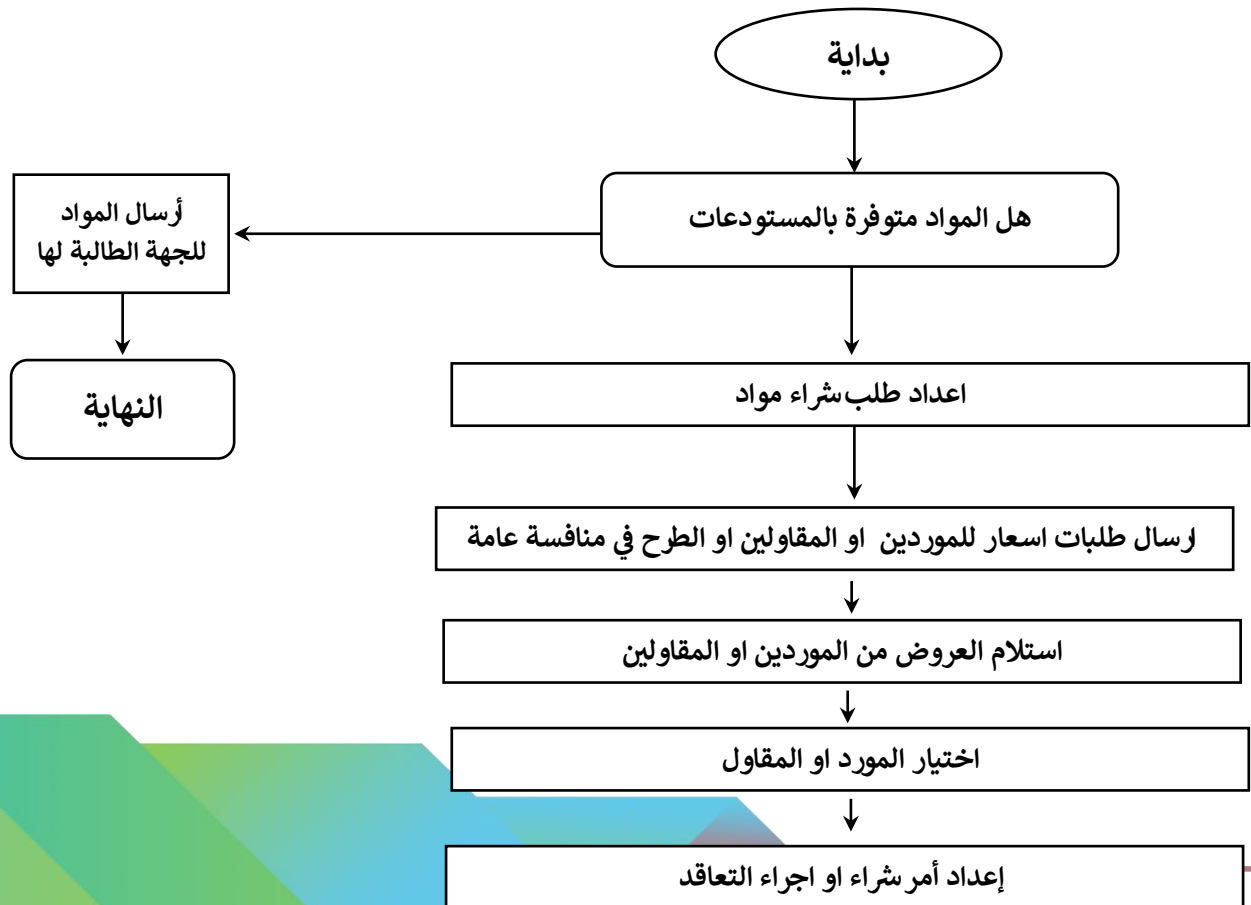 بداية
هل المواد متوفرة بالمستودعات
أرسال المواد
للجهة الطالبة لها
النهاية
اعداد طلب شراء مواد
ارسال طلبات اسعار للموردين او المقاولين او الطرح في منافسة عامة
استلام العروض من الموردين او المقاولين
اختيار المورد او المقاول
إعداد أمر شراء او اجراء التعاقد